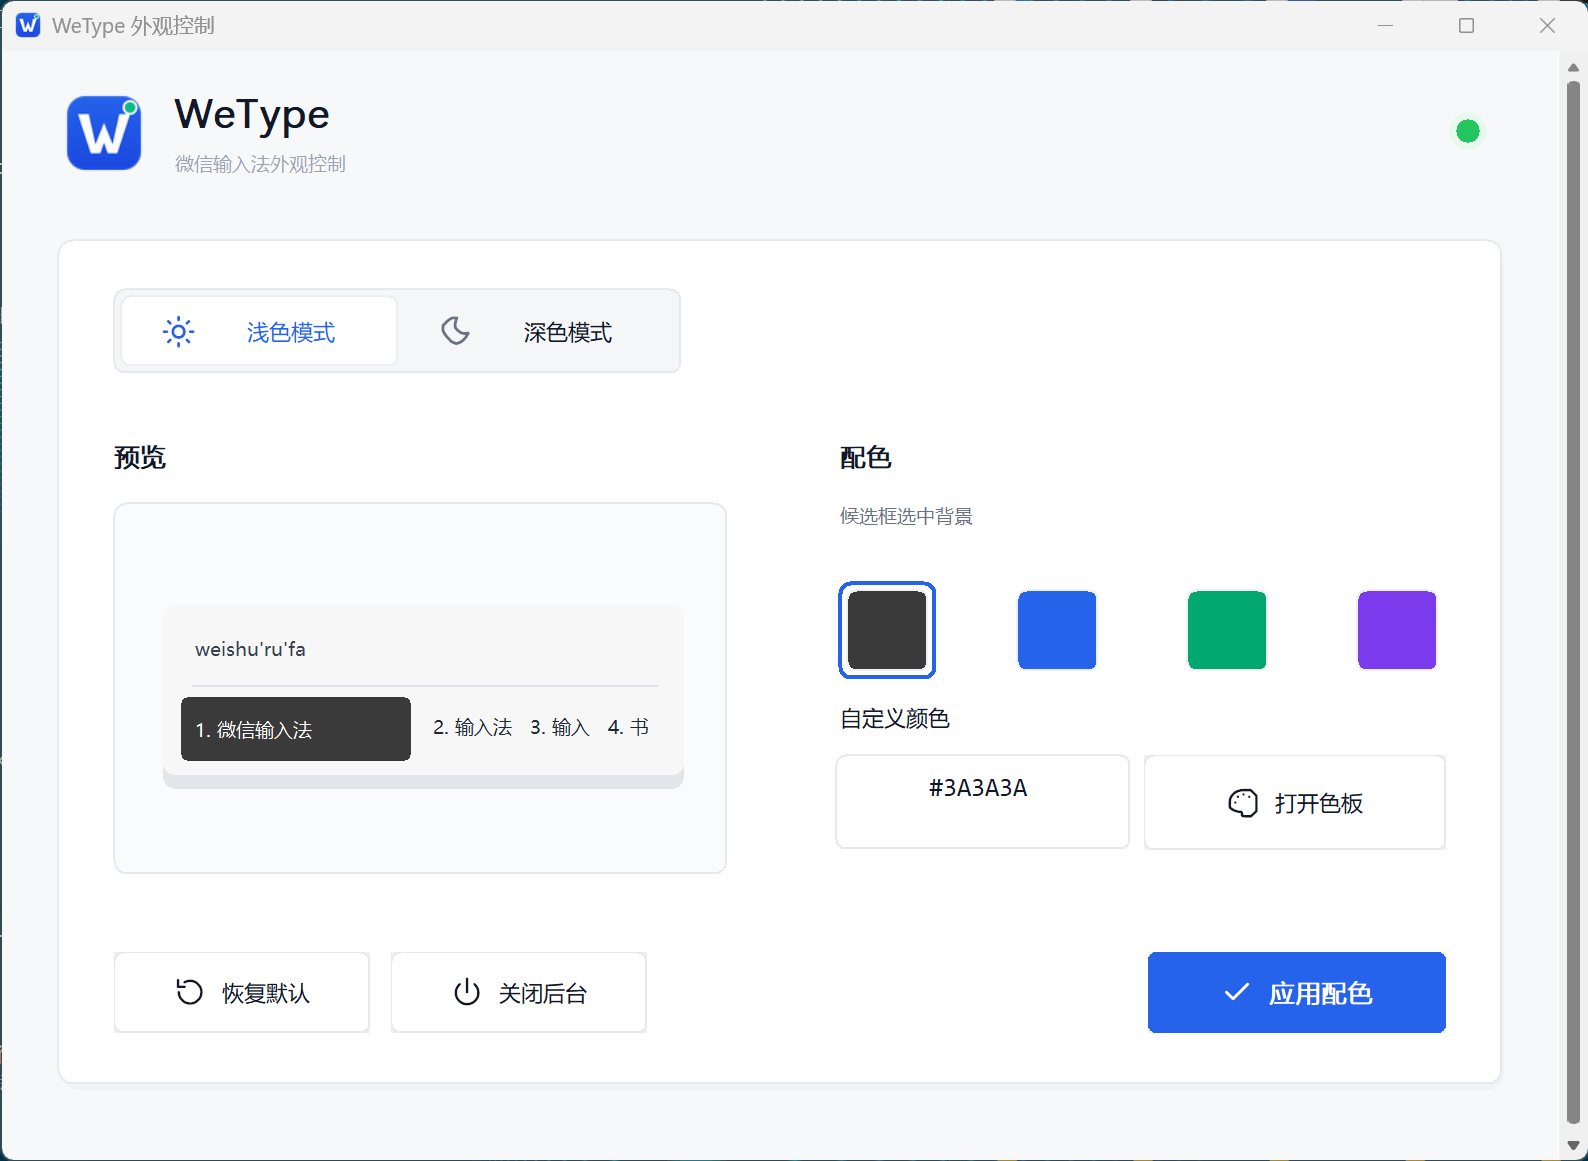 WeType 外观控制
WeType
微信输入法外观控制
浅色模式
深色模式
预览
weishu'ru'fa
1. 微信输入法
2. 输入法
3. 输入
4. 书
配色
候选框选中背景
自定义颜色
#3A3A3A
打开色板
恢复默认
关闭后台
应用配色